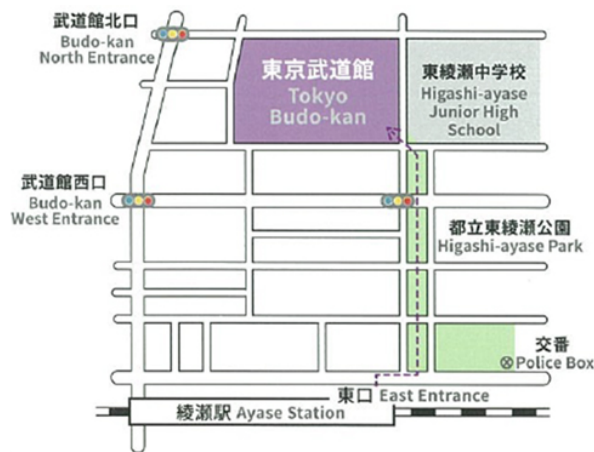 武道館北口
Budo-kan
North Entrance
東京武道館
Tokyo
Budo-kan
東綾瀬中学校
Higashi-ayase
Junior High
School
武道館西口
Budo-kan
West Entrance
都立東綾瀬公園
Higashi-ayase Park
交番
Police Box
東口 East Entrance
綾瀬駅 Ayase Station